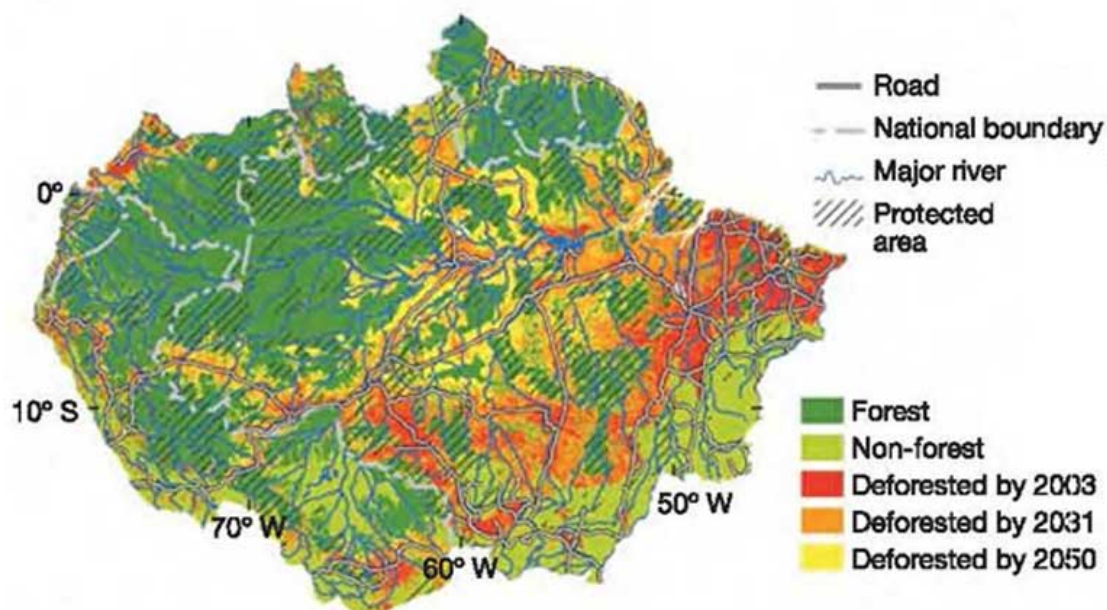 Road
National boundary
Major river
Protected
area
0°
10° S
70° W
60° W
50° W
Forest
Non-forest
Deforested by 2003
Deforested by 2031
Deforested by 2050